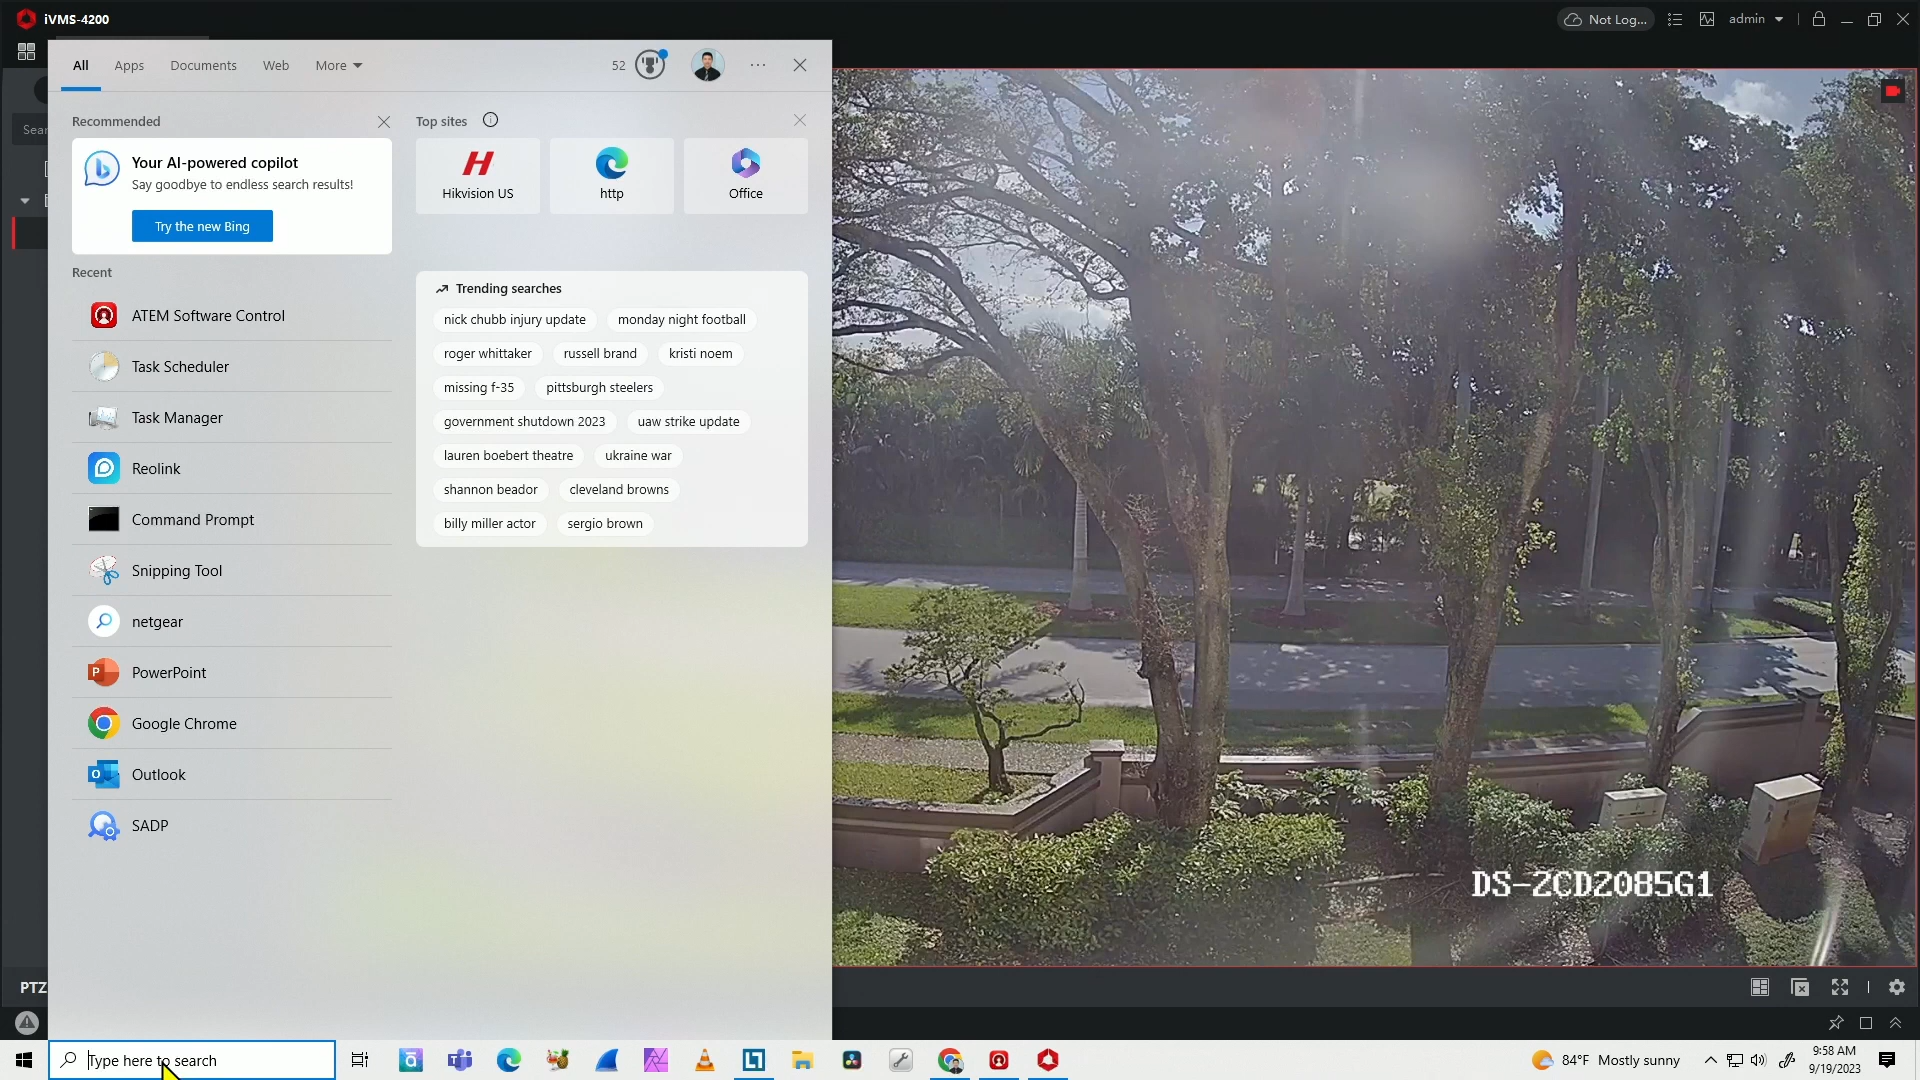 iVMS-4200
Not Log...
admin
All
Apps
Documents
Web
More
52
Sear
Recommended
Your AI-powered copilot
Say goodbye to endless search results!
Try the new Bing
Top sites
Hikvision US
http
Office
Recent
ATEM Software Control
Task Scheduler
Task Manager
Reolink
Command Prompt
Snipping Tool
netgear
PowerPoint
Google Chrome
Outlook
SADP
Trending searches
nick chubb injury update
monday night football
roger whittaker
russell brand
kristi noem
missing f-35
pittsburgh steelers
government shutdown 2023
uaw strike update
lauren boebert theatre
ukraine war
shannon beador
cleveland browns
billy miller actor
sergio brown
DS-2CD2085G1
PTZ
Type here to search
84°F Mostly sunny
9:58 AM
9/19/2023